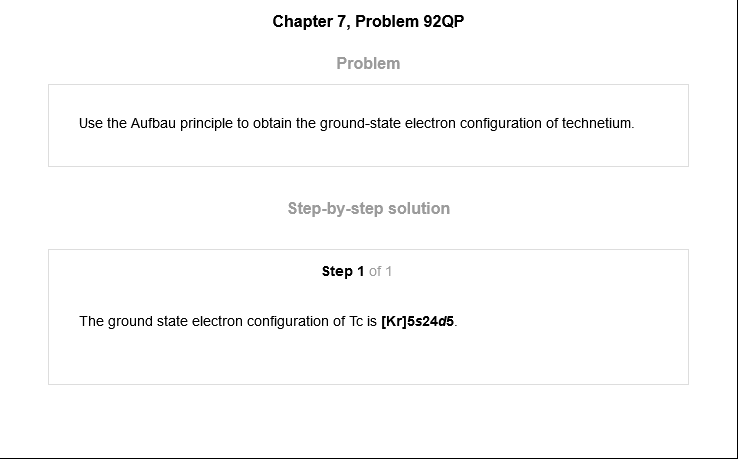 Chapter 7, Problem 92QP
Problem
Use the Aufbau principle to obtain the ground-state electron configuration of technetium.
Step-by-step solution
Step 1 of 1
The ground state electron configuration of Tc is [Kr]5s24d5.